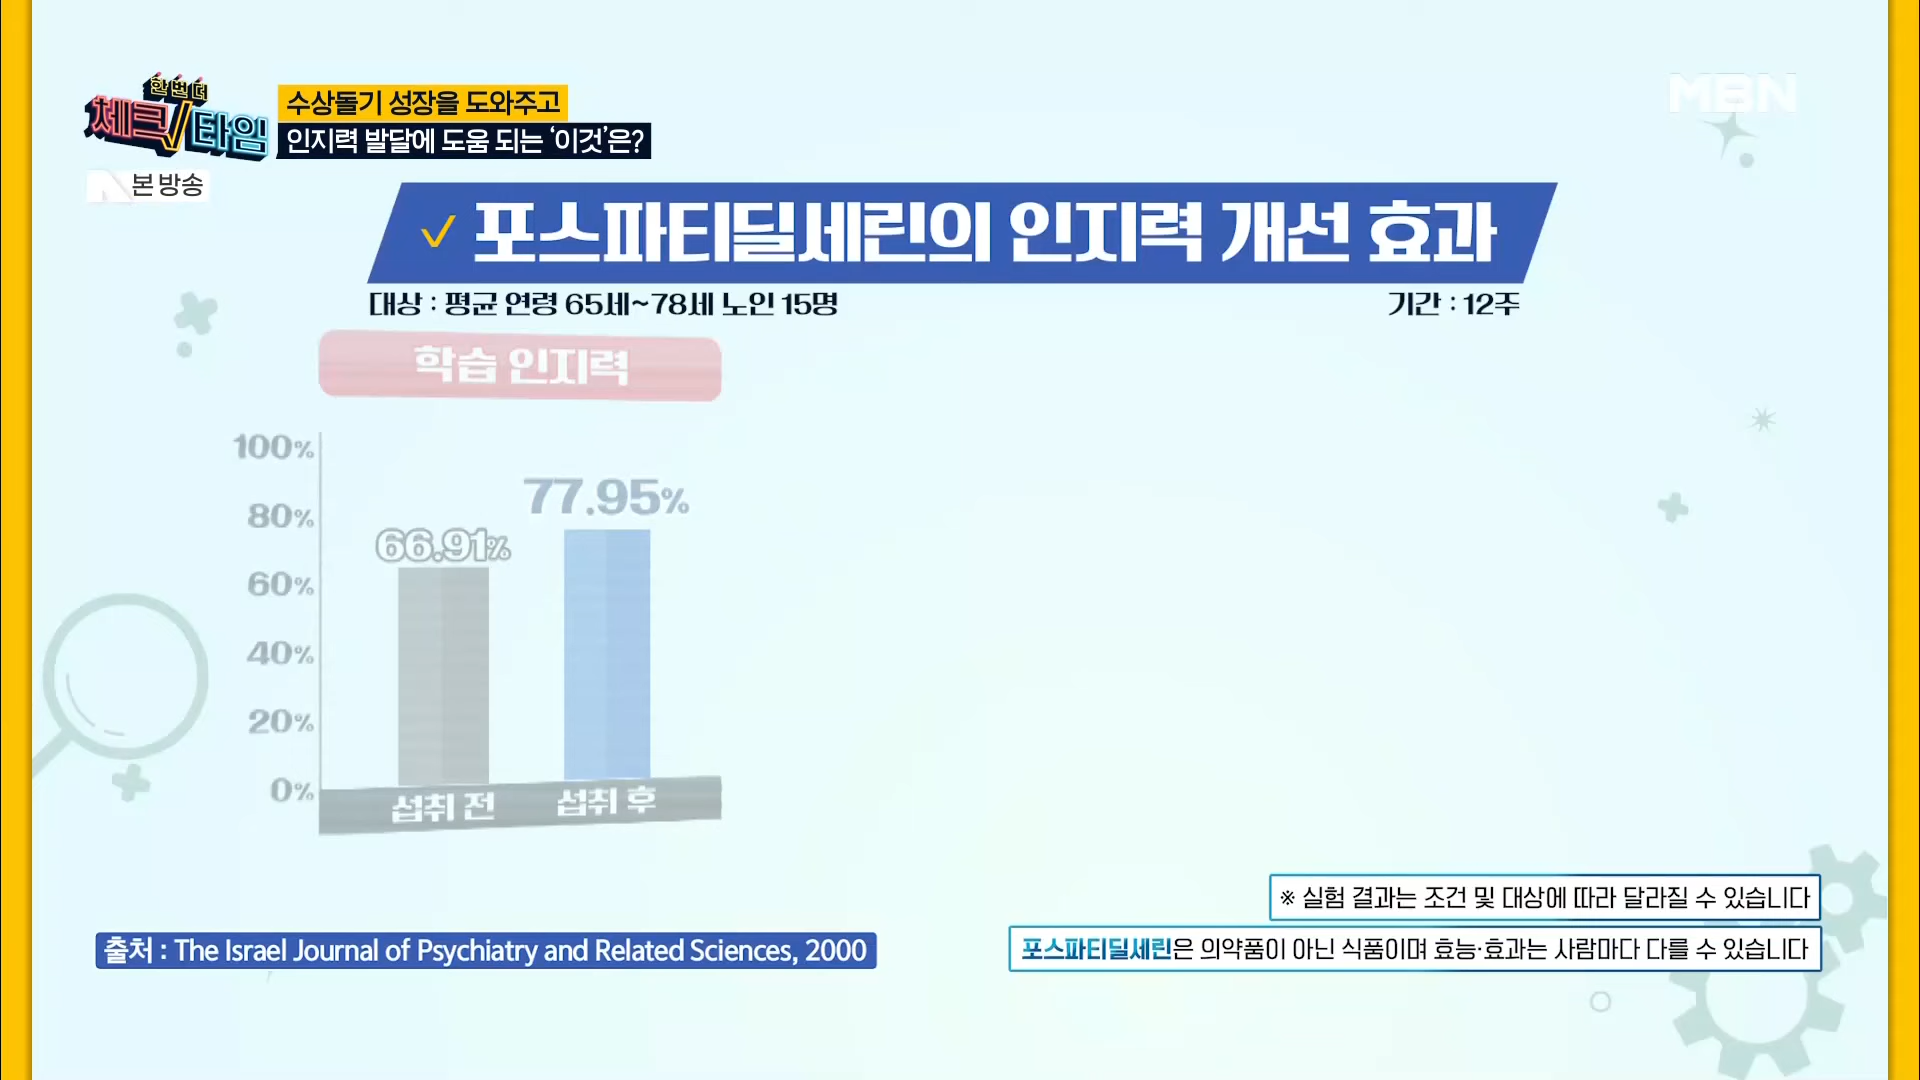 한 번 더
체크타임
수상돌기 성장을 도와주고
인지력 발달에 도움 되는 ‘이것’은?
MBN
본 방송
포스파티딜세린의 인지력 개선 효과
대상 : 평균 연령 65세~78세 노인 15명
기간 : 12주
학습 인지력
100%
80%
60%
40%
20%
0%
66.91%
77.95%
섭취 전
섭취 후
※ 실험 결과는 조건 및 대상에 따라 달라질 수 있습니다
출처 : The Israel Journal of Psychiatry and Related Sciences, 2000
포스파티딜세린은 의약품이 아닌 식품이며 효능·효과는 사람마다 다를 수 있습니다